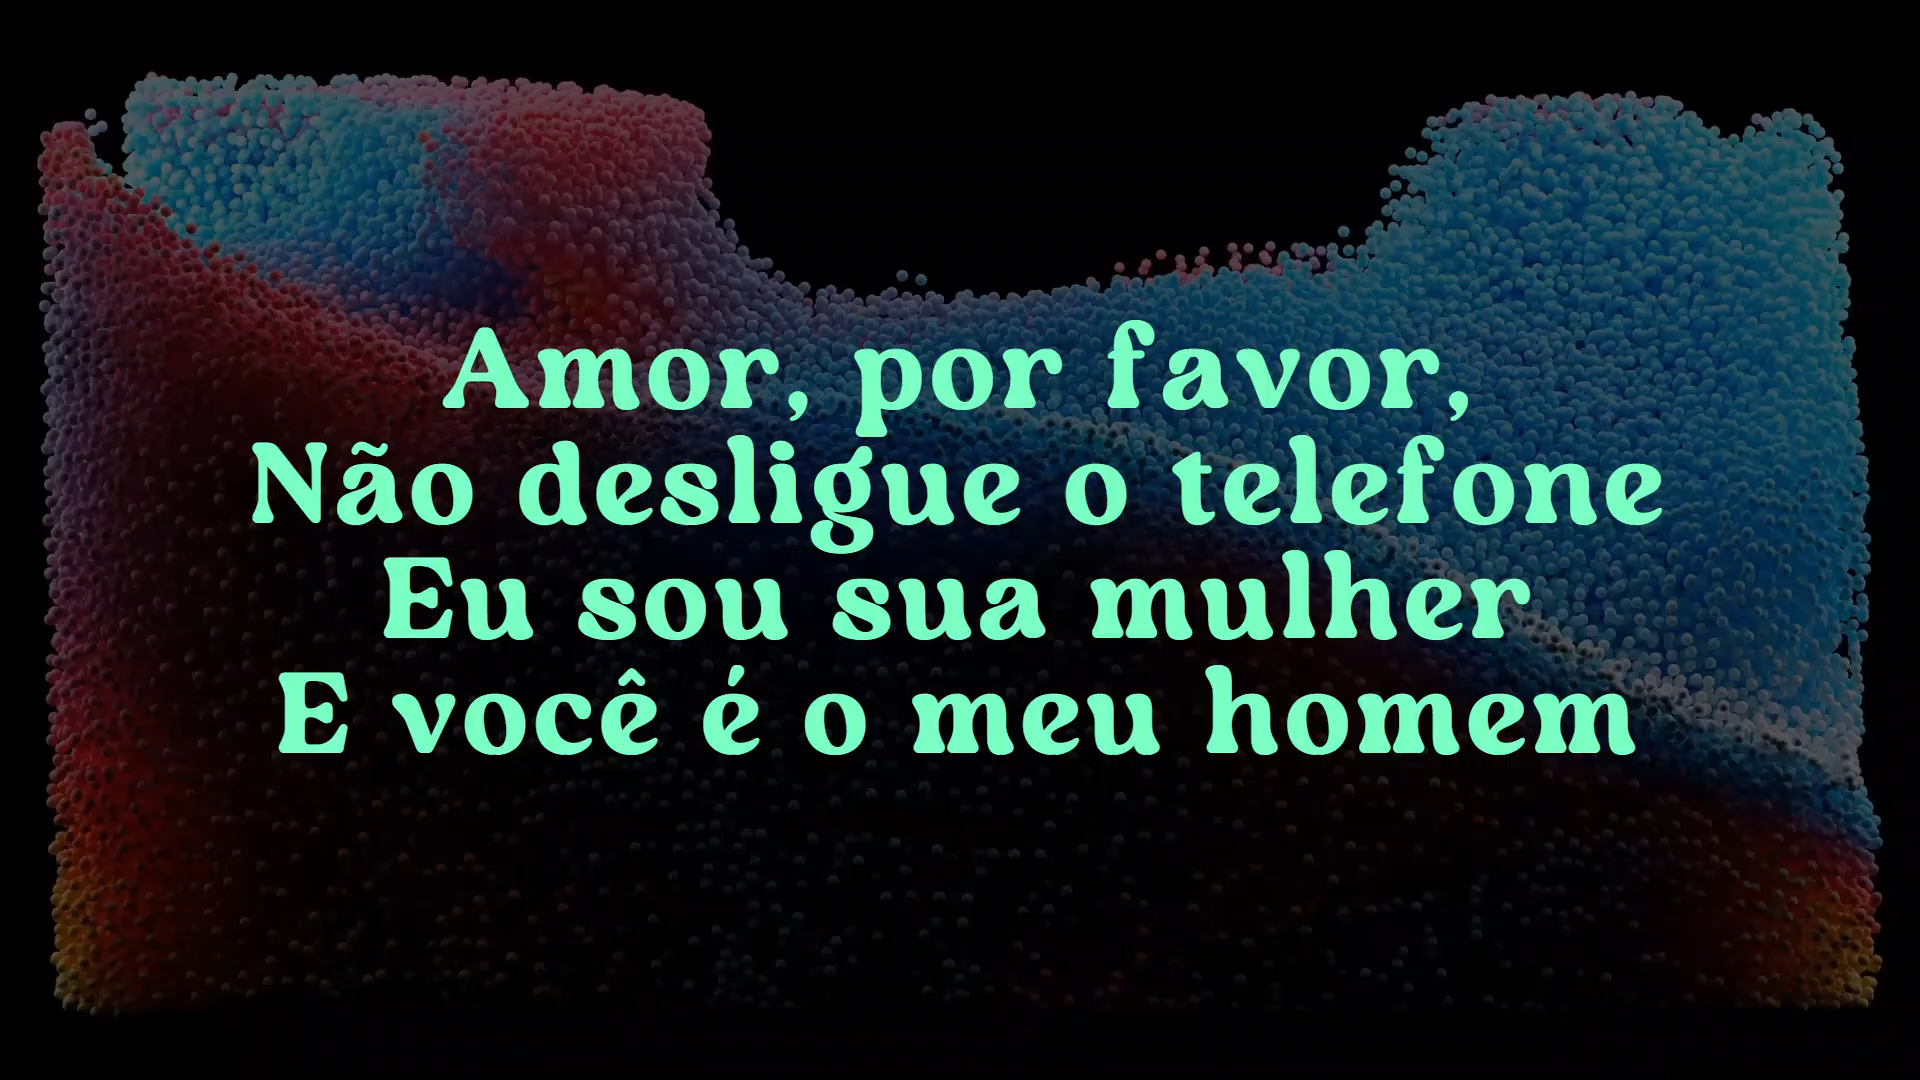 Amor, por favor,
Não desligue o telefone
Eu sou sua mulher
E você é o meu homem